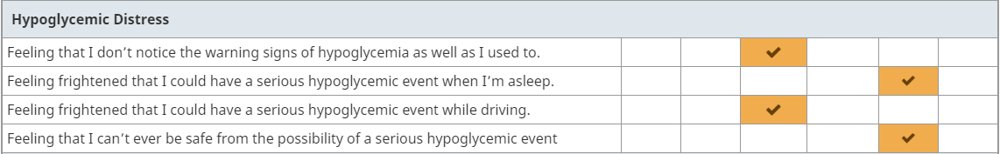 Hypoglycemic Distress
Feeling that I don't notice the warning signs of hypoglycemia as well as I used to.
Feeling frightened that I could have a serious hypoglycemic event when I'm asleep.
Feeling frightened that I could have a serious hypoglycemic event while driving.
Feeling that I can't ever be safe from the possibility of a serious hypoglycemic event